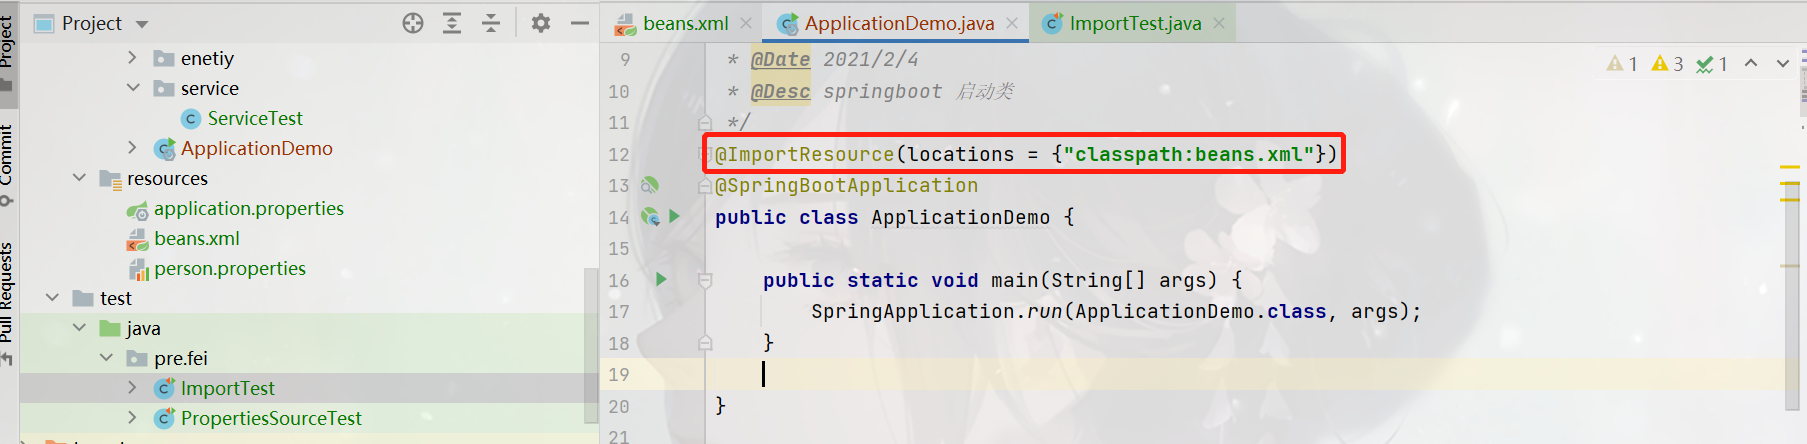 Project
Commit
Pull Requests
Project
enetiy
service
ServiceTest
ApplicationDemo
resources
application.properties
beans.xml
person.properties
test
java
pre.fei
ImportTest
PropertiesSourceTest
beans.xml
ApplicationDemo.java
ImportTest.java
1 3 1
9 * @Date 2021/2/4
10 * @Desc springboot 启动类
11 */
12 @ImportResource(locations = {"classpath:beans.xml"})
13 @SpringBootApplication
14 public class ApplicationDemo {
15
16 public static void main(String[] args) {
17 SpringApplication.run(ApplicationDemo.class, args);
18 }
19
20 }
21